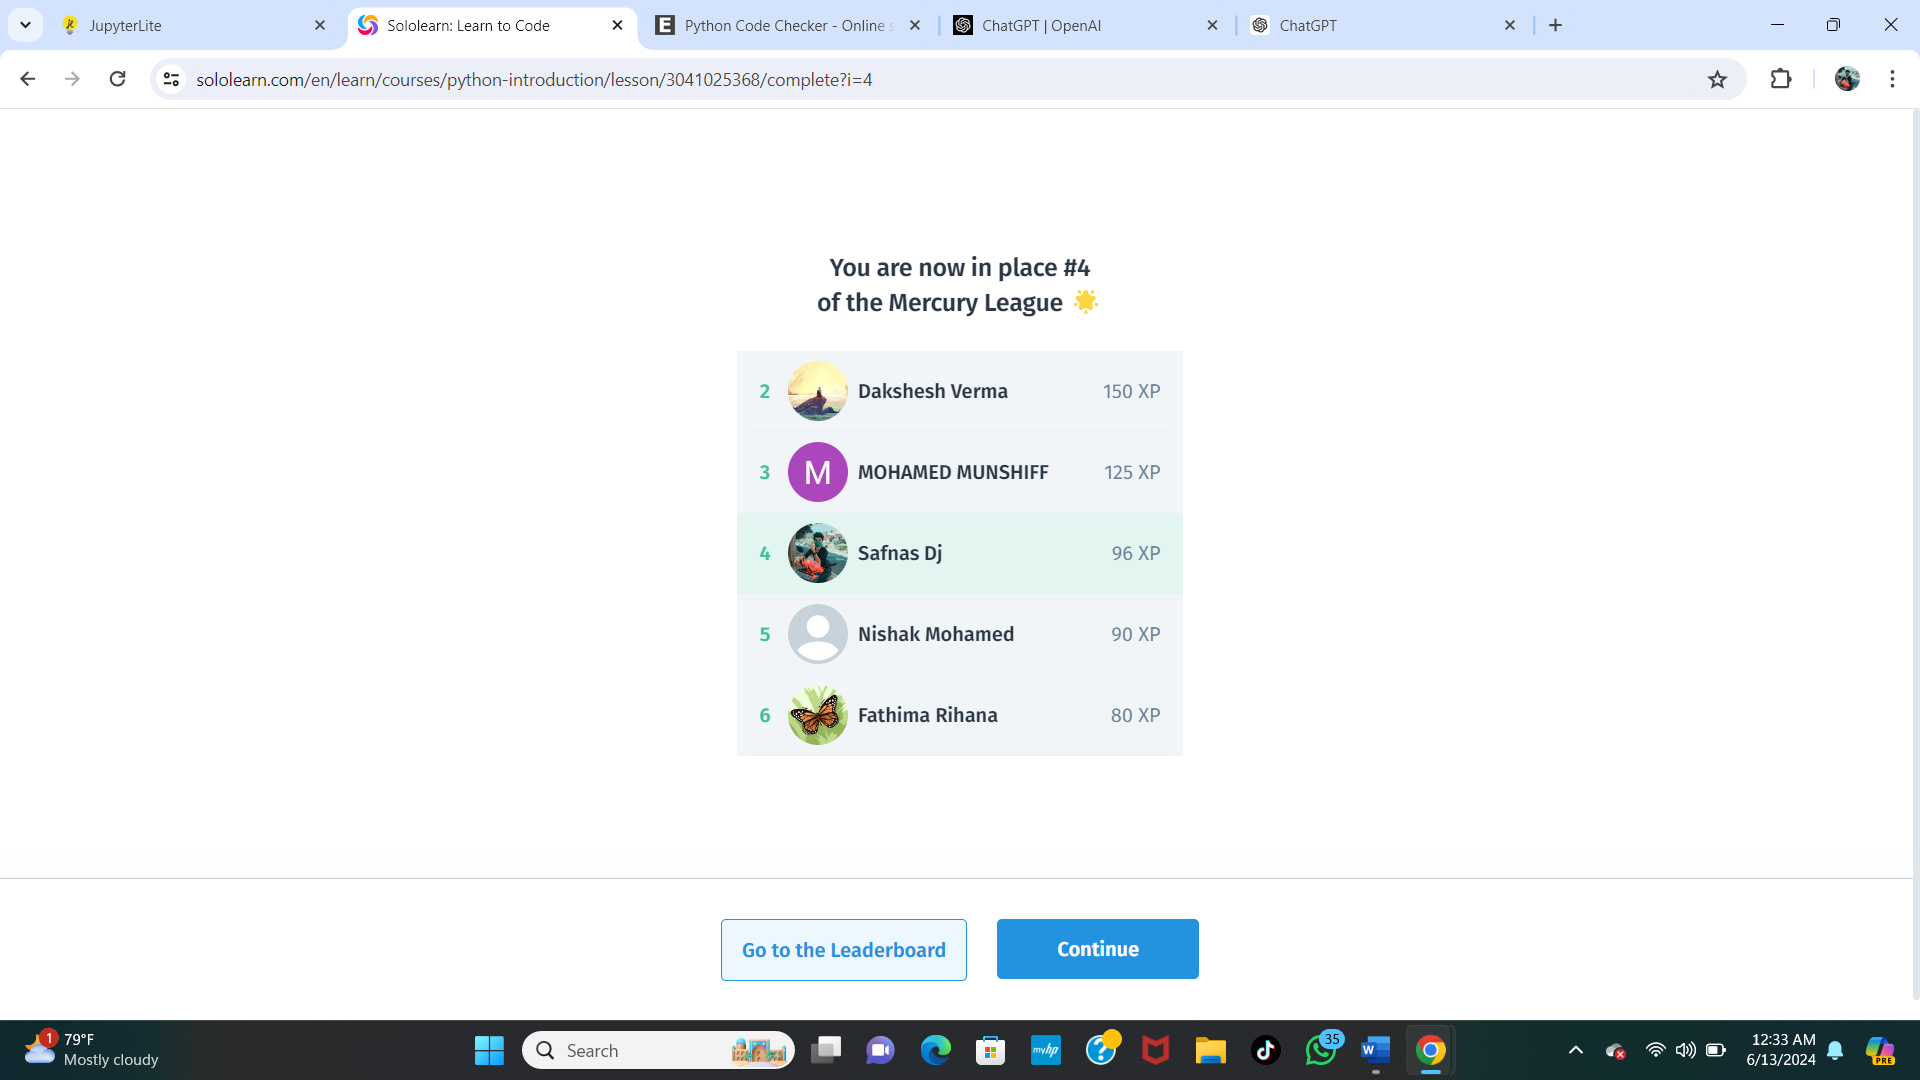 JupyterLite
Sololearn: Learn to Code
Python Code Checker - Online s
ChatGPT | OpenAI
ChatGPT
sololearn.com/en/learn/courses/python-introduction/lesson/3041025368/complete?i=4
You are now in place #4
of the Mercury League
2 Dakshesh Verma 150 XP
M
3 MOHAMED MUNSHIFF 125 XP
4 Safnas Dj 96 XP
5 Nishak Mohamed 90 XP
6 Fathima Rihana 80 XP
Go to the Leaderboard
Continue
1
79°F
Mostly cloudy
Search
myhp
35
W
12:33 AM
6/13/2024
PRE